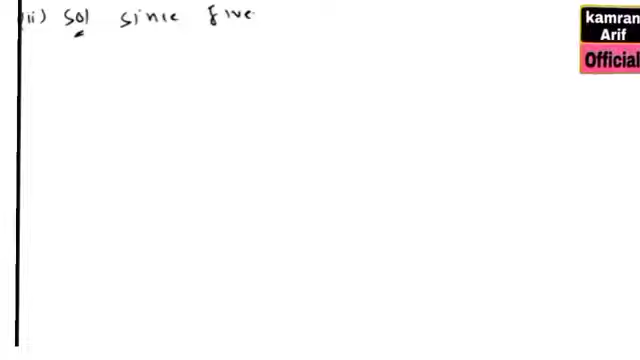 (ii) Sol since five
kamran
Arif
Official